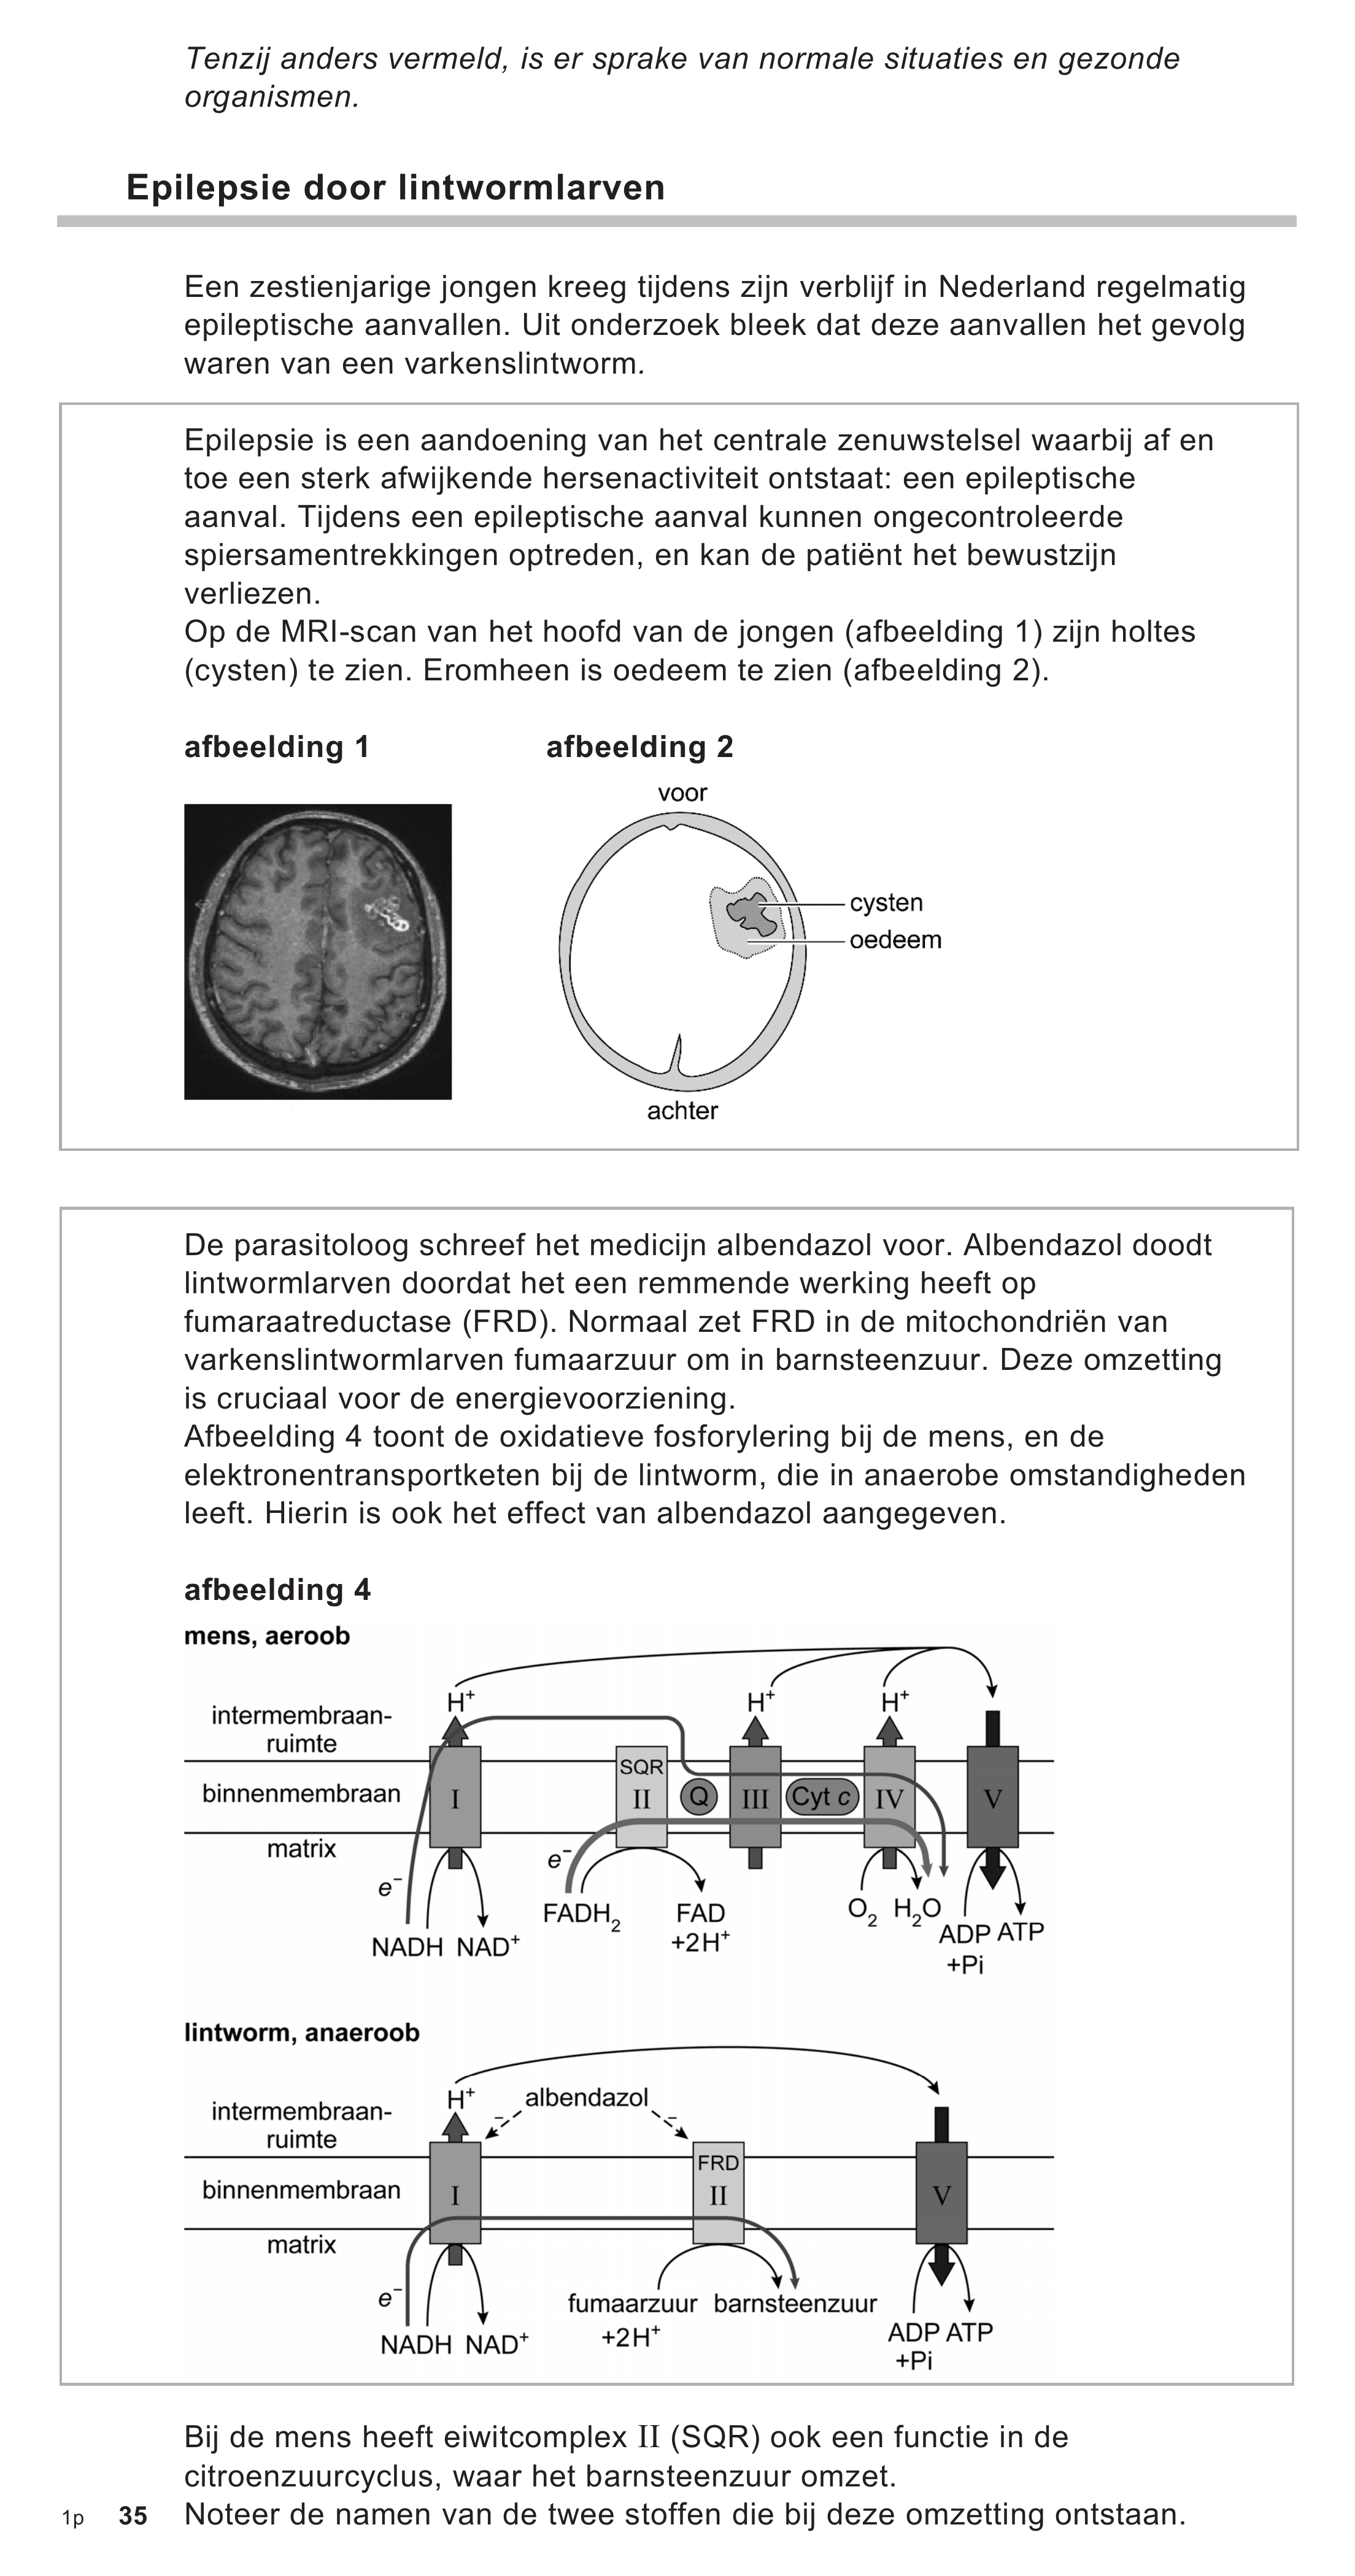 Tenzij anders vermeld, is er sprake van normale situaties en gezonde
organismen.
Epilepsie door lintwormlarven
Een zestienjarige jongen kreeg tijdens zijn verblijf in Nederland regelmatig
epileptische aanvallen. Uit onderzoek bleek dat deze aanvallen het gevolg
waren van een varkenslintworm.
Epilepsie is een aandoening van het centrale zenuwstelsel waarbij af en
toe een sterk afwijkende hersenactiviteit ontstaat: een epileptische
aanval. Tijdens een epileptische aanval kunnen ongecontroleerde
spiersamentrekkingen optreden, en kan de patiënt het bewustzijn
verliezen.
Op de MRI-scan van het hoofd van de jongen (afbeelding 1) zijn holtes
(cysten) te zien. Eromheen is oedeem te zien (afbeelding 2).
afbeelding 1 afbeelding 2
voor
cysten
oedeem
achter
De parasitoloog schreef het medicijn albendazol voor. Albendazol doodt
lintwormlarven doordat het een remmende werking heeft op
fumaraatreductase (FRD). Normaal zet FRD in de mitochondriën van
varkenslintwormlarven fumaarzuur om in barnsteenzuur. Deze omzetting
is cruciaal voor de energievoorziening.
Afbeelding 4 toont de oxidatieve fosforylering bij de mens, en de
elektronentransportketen bij de lintworm, die in anaerobe omstandigheden
leeft. Hierin is ook het effect van albendazol aangegeven.
afbeelding 4
mens, aeroob
H⁺ H⁺ H⁺
intermembraan-
ruimte
SQR
binnenmembraan I II Q III Cyt c IV V
matrix
e⁻ e⁻
FADH₂ FAD O₂ H₂O
+2H⁺
NADH NAD⁺ ADP ATP
+Pi
lintworm, anaeroob
H⁺ albendazol
intermembraan-
ruimte
– –
FRD
binnenmembraan I II V
matrix
e⁻
fumaarzuur barnsteenzuur
+2H⁺
NADH NAD⁺ ADP ATP
+Pi
Bij de mens heeft eiwitcomplex II (SQR) ook een functie in de
citroenzuurcyclus, waar het barnsteenzuur omzet.
1p 35 Noteer de namen van de twee stoffen die bij deze omzetting ontstaan.